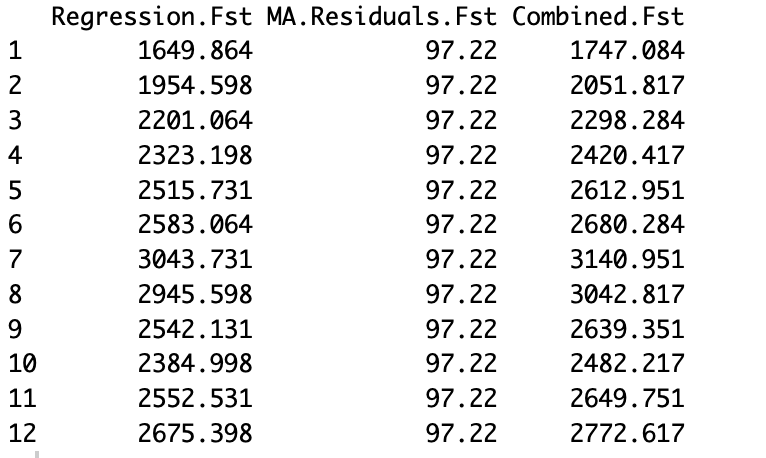 Regression.Fst MA.Residuals.Fst Combined.Fst
1 1649.864 97.22 1747.084
2 1954.598 97.22 2051.817
3 2201.064 97.22 2298.284
4 2323.198 97.22 2420.417
5 2515.731 97.22 2612.951
6 2583.064 97.22 2680.284
7 3043.731 97.22 3140.951
8 2945.598 97.22 3042.817
9 2542.131 97.22 2639.351
10 2384.998 97.22 2482.217
11 2552.531 97.22 2649.751
12 2675.398 97.22 2772.617